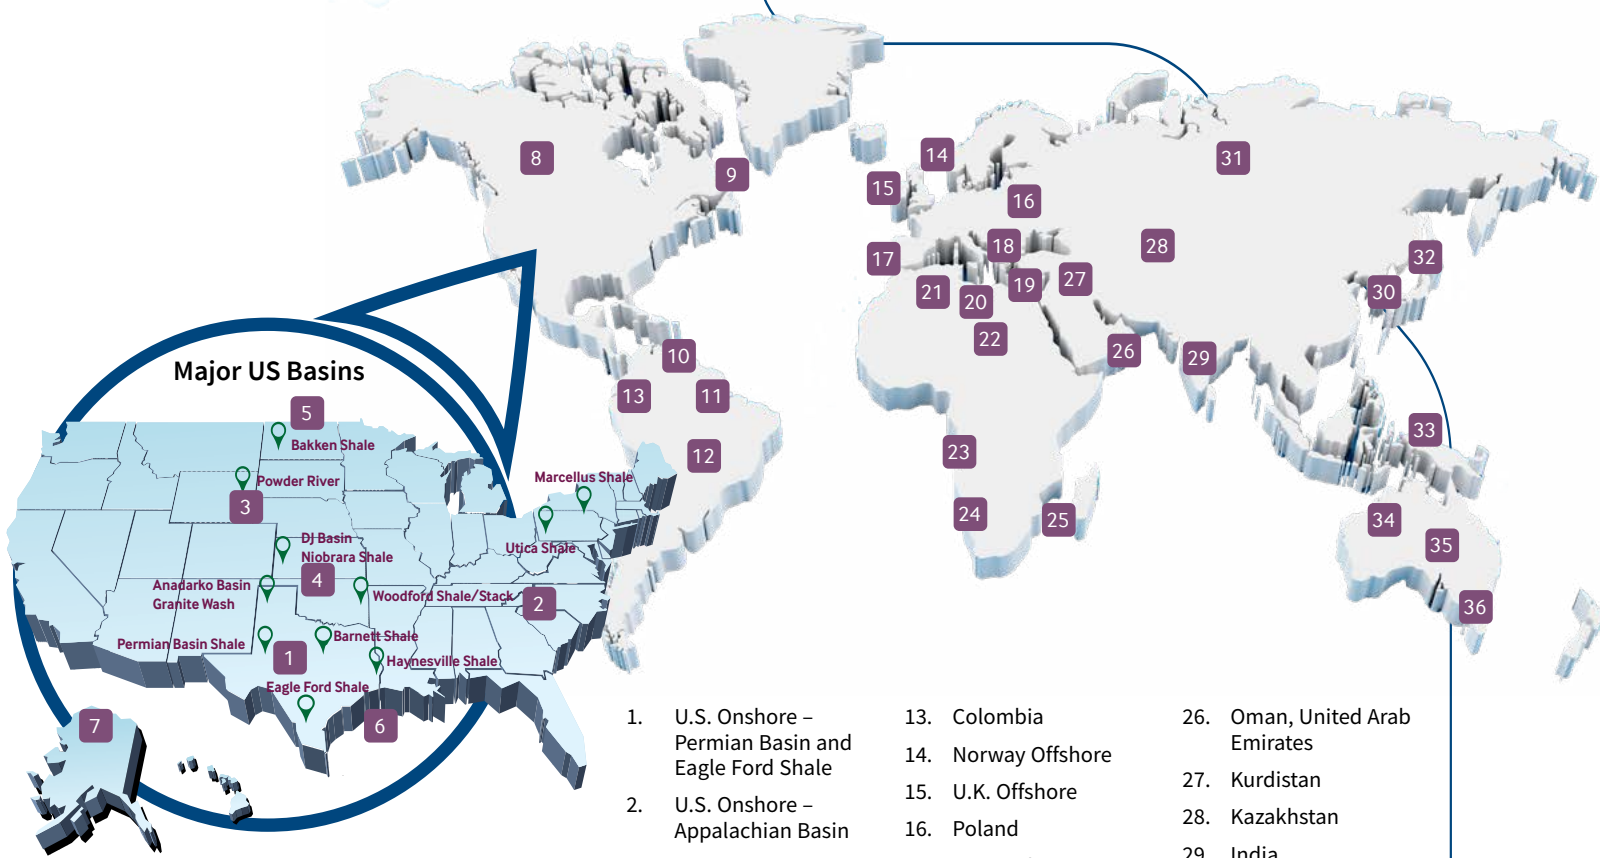 8
9
14
15
16
31
17
18
28
32
21
20
19
27
30
22
10
26
29
13
11
33
12
23
24
25
34
35
36
Major US Basins
5
Bakken Shale
Powder River
3
Marcellus Shale
DJ Basin
Niobrara Shale
Utica Shale
4
Anadarko Basin
Granite Wash
Woodford Shale/Stack
2
Permian Basin Shale
Barnett Shale
1
Haynesville Shale
Eagle Ford Shale
6
7
1. U.S. Onshore –
Permian Basin and
Eagle Ford Shale
2. U.S. Onshore –
Appalachian Basin
13. Colombia
14. Norway Offshore
15. U.K. Offshore
16. Poland
26. Oman, United Arab
Emirates
27. Kurdistan
28. Kazakhstan
29. India